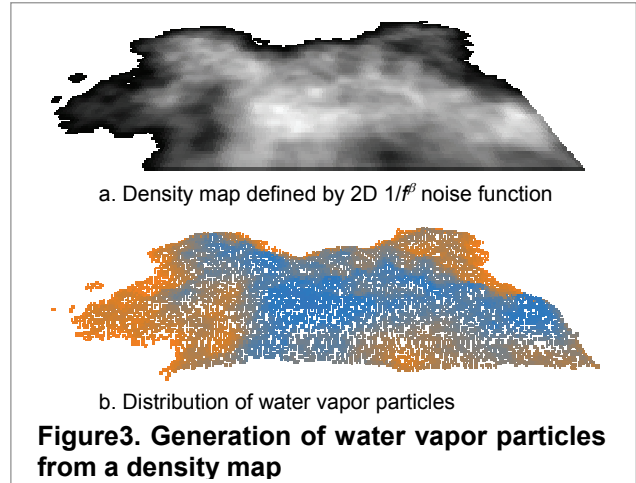 a. Density map defined by 2D 1/fᵝ noise function
b. Distribution of water vapor particles
Figure3. Generation of water vapor particles
from a density map